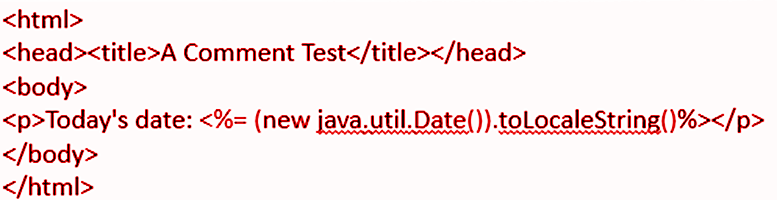 <html>
<head><title>A Comment Test</title></head>
<body>
<p>Today's date: <%= (new java.util.Date()).toLocaleString()%></p>
</body>
</html>